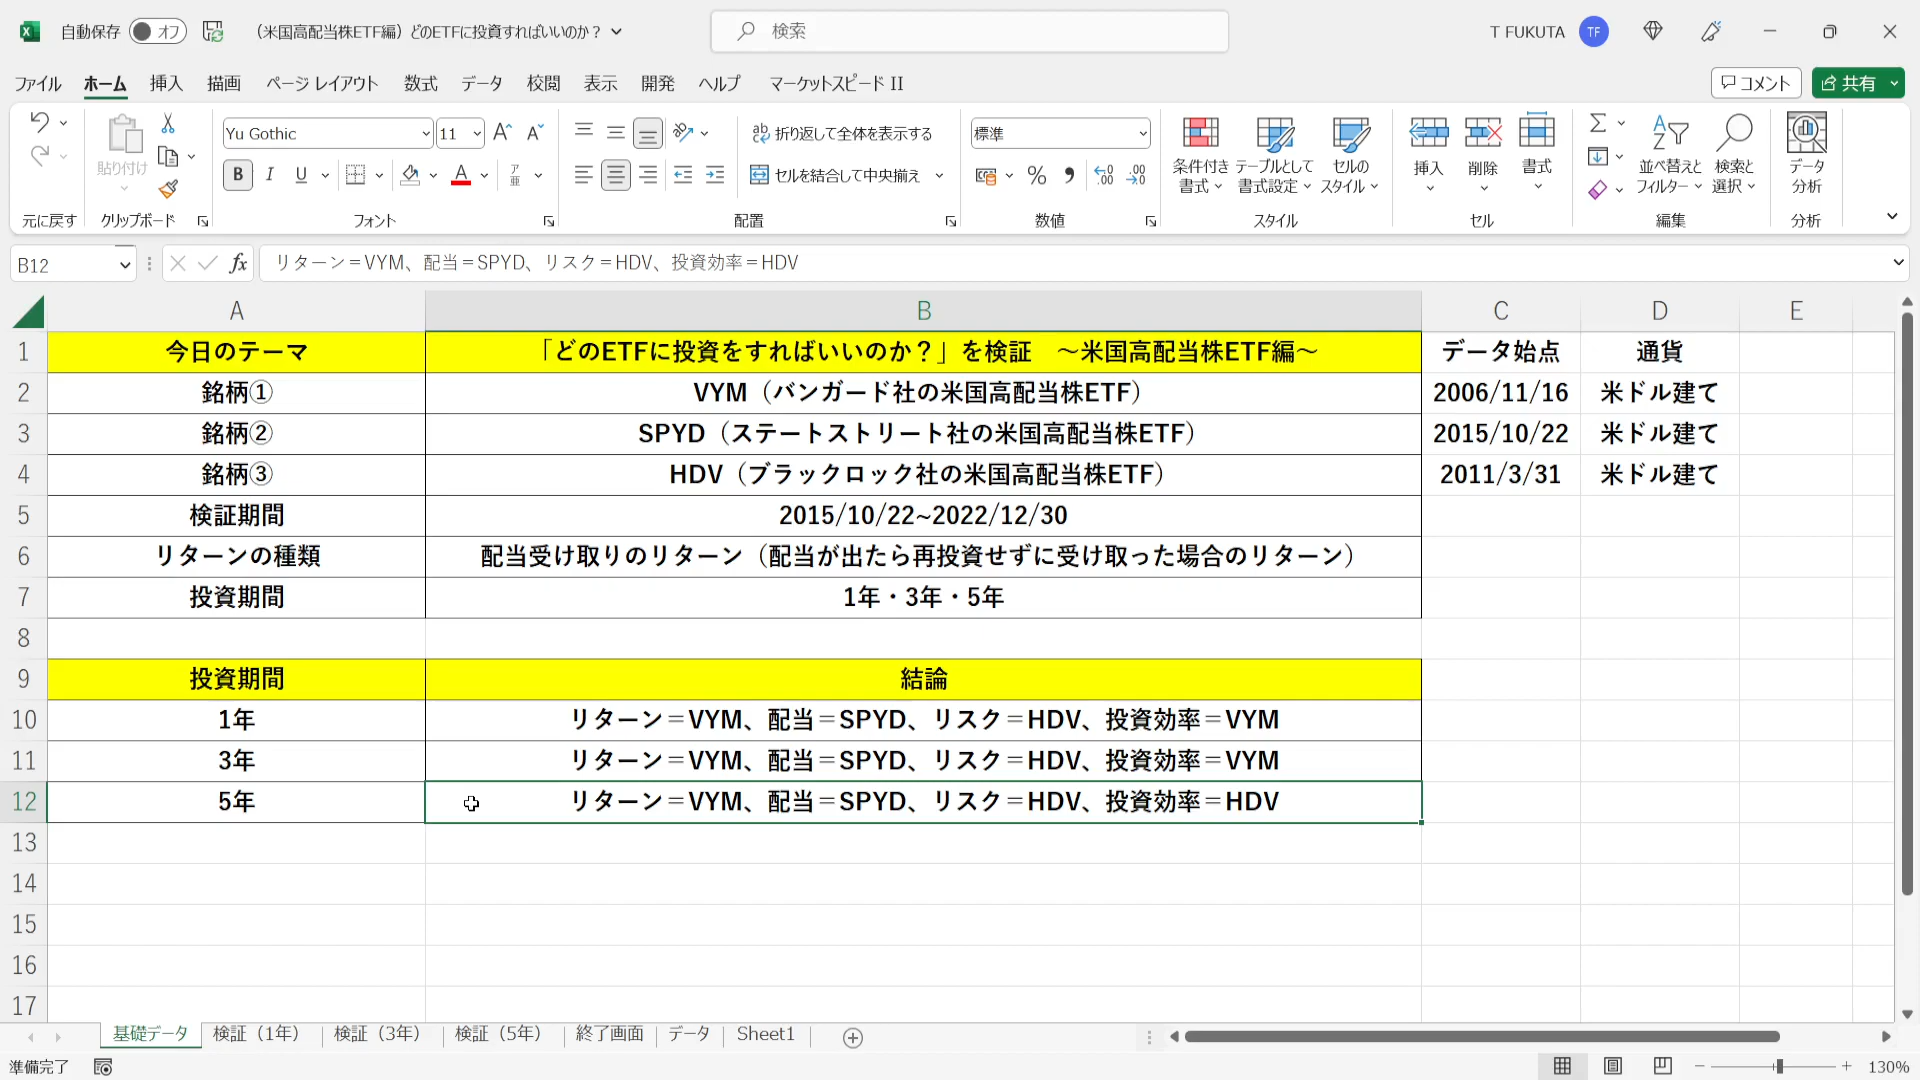 自動保存 オフ （米国高配当株ETF編）どのETFに投資すればいいのか？ 検索 T FUKUTA TF
ファイル ホーム 挿入 描画 ページ レイアウト 数式 データ 校閲 表示 開発 ヘルプ マーケットスピード II コメント 共有
貼り付け Yu Gothic 11 折り返して全体を表示する 標準 条件付き書式 テーブルとして書式設定 セルのスタイル 挿入 削除 書式 並べ替えとフィルター 検索と選択 データ分析
B I U A セルを結合して中央揃え %
元に戻す クリップボード フォント 配置 数値 スタイル セル 編集 分析
B12 fx リターン＝VYM、配当＝SPYD、リスク＝HDV、投資効率＝HDV
A B C D E
1 今日のテーマ 「どのETFに投資をすればいいのか？」を検証　～米国高配当株ETF編～ データ始点 通貨
2 銘柄① VYM（バンガード社の米国高配当株ETF） 2006/11/16 米ドル建て
3 銘柄② SPYD（ステートストリート社の米国高配当株ETF） 2015/10/22 米ドル建て
4 銘柄③ HDV（ブラックロック社の米国高配当株ETF） 2011/3/31 米ドル建て
5 検証期間 2015/10/22~2022/12/30
6 リターンの種類 配当受け取りのリターン（配当が出たら再投資せずに受け取った場合のリターン）
7 投資期間 1年・3年・5年
8
9 投資期間 結論
10 1年 リターン＝VYM、配当＝SPYD、リスク＝HDV、投資効率＝VYM
11 3年 リターン＝VYM、配当＝SPYD、リスク＝HDV、投資効率＝VYM
12 5年 リターン＝VYM、配当＝SPYD、リスク＝HDV、投資効率＝HDV
13
14
15
16
17
基礎データ 検証（1年） 検証（3年） 検証（5年） 終了画面 データ Sheet1
準備完了 130%